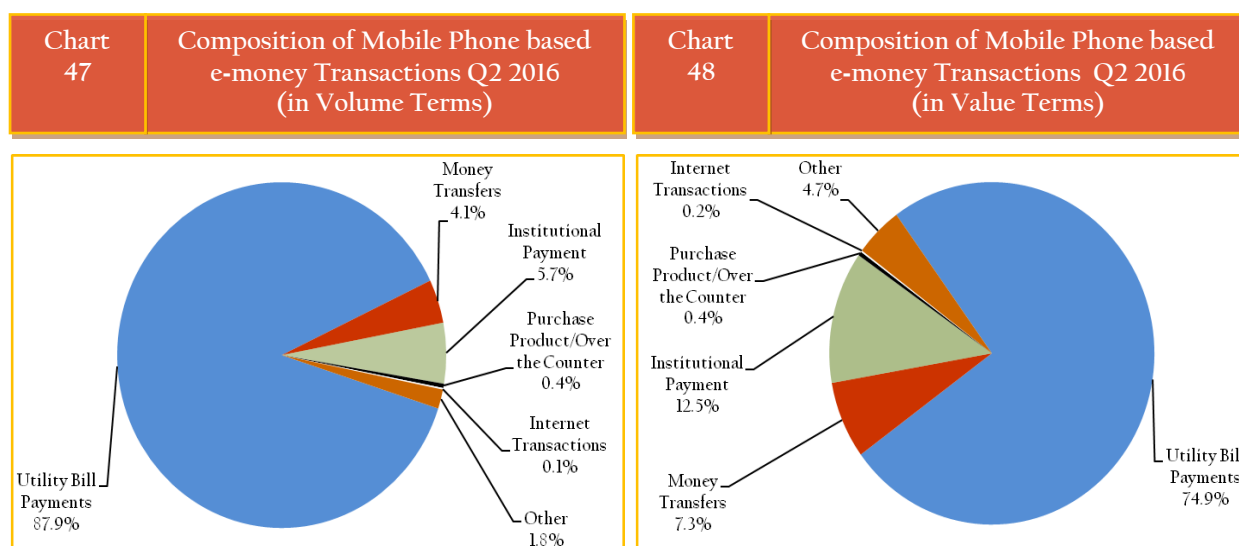 Chart
47
Composition of Mobile Phone based
e-money Transactions Q2 2016
(in Volume Terms)
Chart
48
Composition of Mobile Phone based
e-money Transactions Q2 2016
(in Value Terms)
Money
Transfers
4.1%
Institutional
Payment
5.7%
Purchase
Product/Over
the Counter
0.4%
Internet
Transactions
0.1%
Other
1.8%
Utility Bill
Payments
87.9%
Internet
Transactions
0.2%
Other
4.7%
Purchase
Product/Over
the Counter
0.4%
Institutional
Payment
12.5%
Money
Transfers
7.3%
Utility Bill
Payments
74.9%